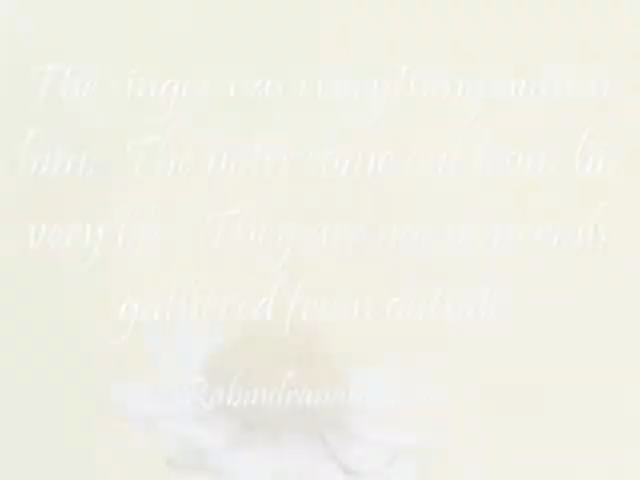 The singer has everything within
him. The notes come out from his
very life. They are not materials
gathered from outside
Rabindranath